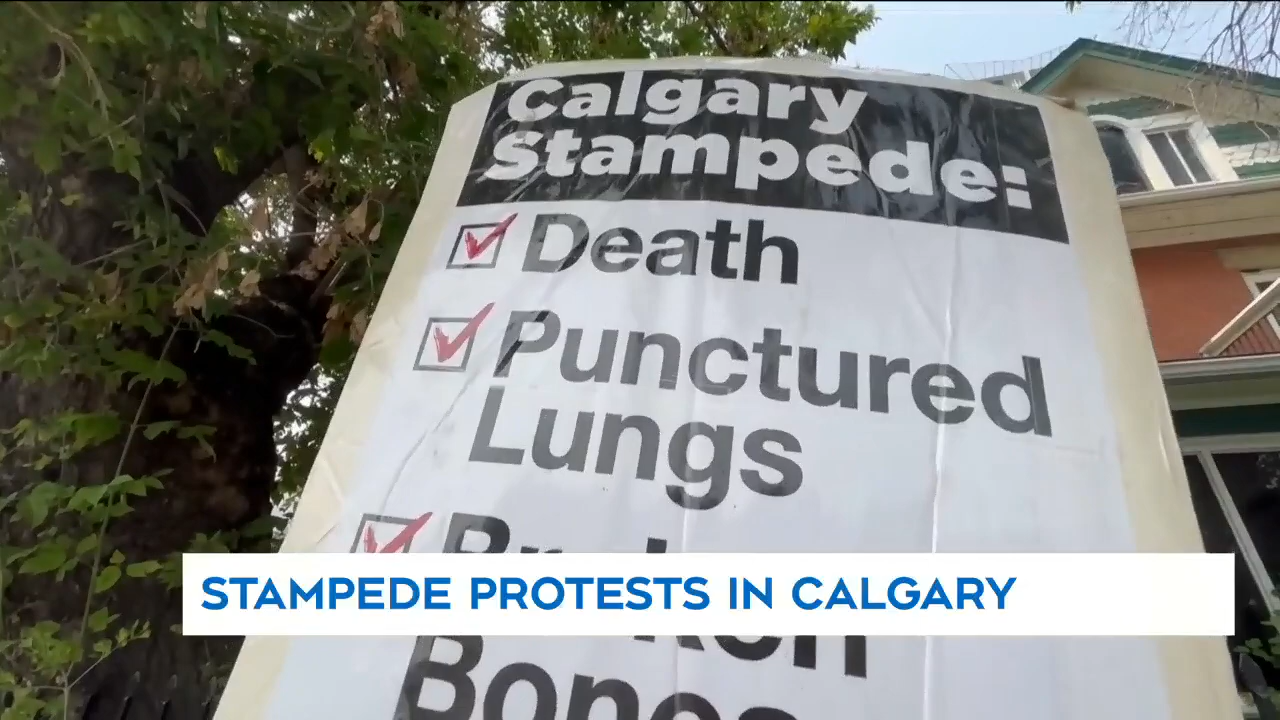 Calgary
Stampede:
Death
Punctured
Lungs
STAMPEDE PROTESTS IN CALGARY